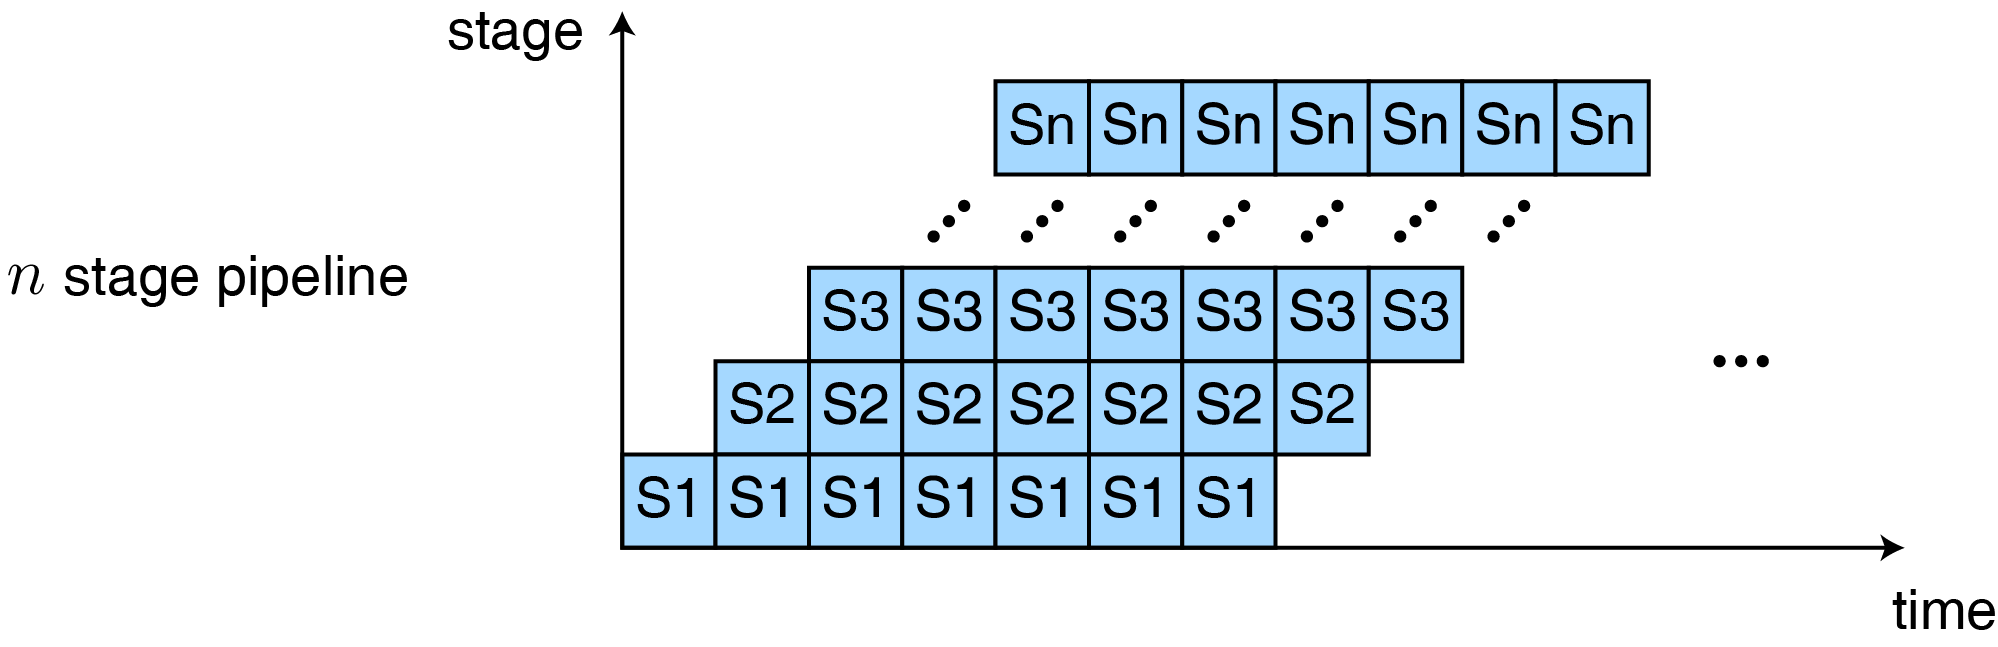 stage
Sn Sn Sn Sn Sn Sn Sn
n stage pipeline
S3 S3 S3 S3 S3 S3 S3
...
S2 S2 S2 S2 S2 S2 S2
S1 S1 S1 S1 S1 S1 S1
time